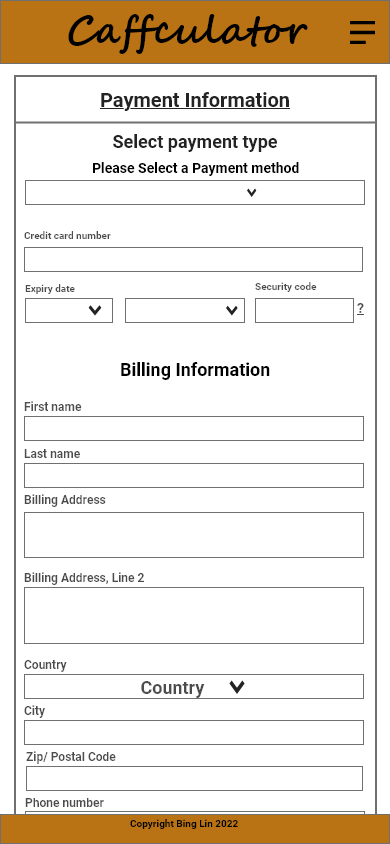 Caffculator
Payment Information
Select payment type
Please Select a Payment method
Credit card number
Expiry date
Security code
?
Billing Information
First name
Last name
Billing Address
Billing Address, Line 2
Country
Country
City
Zip/ Postal Code
Phone number
Copyright Bing Lin 2022